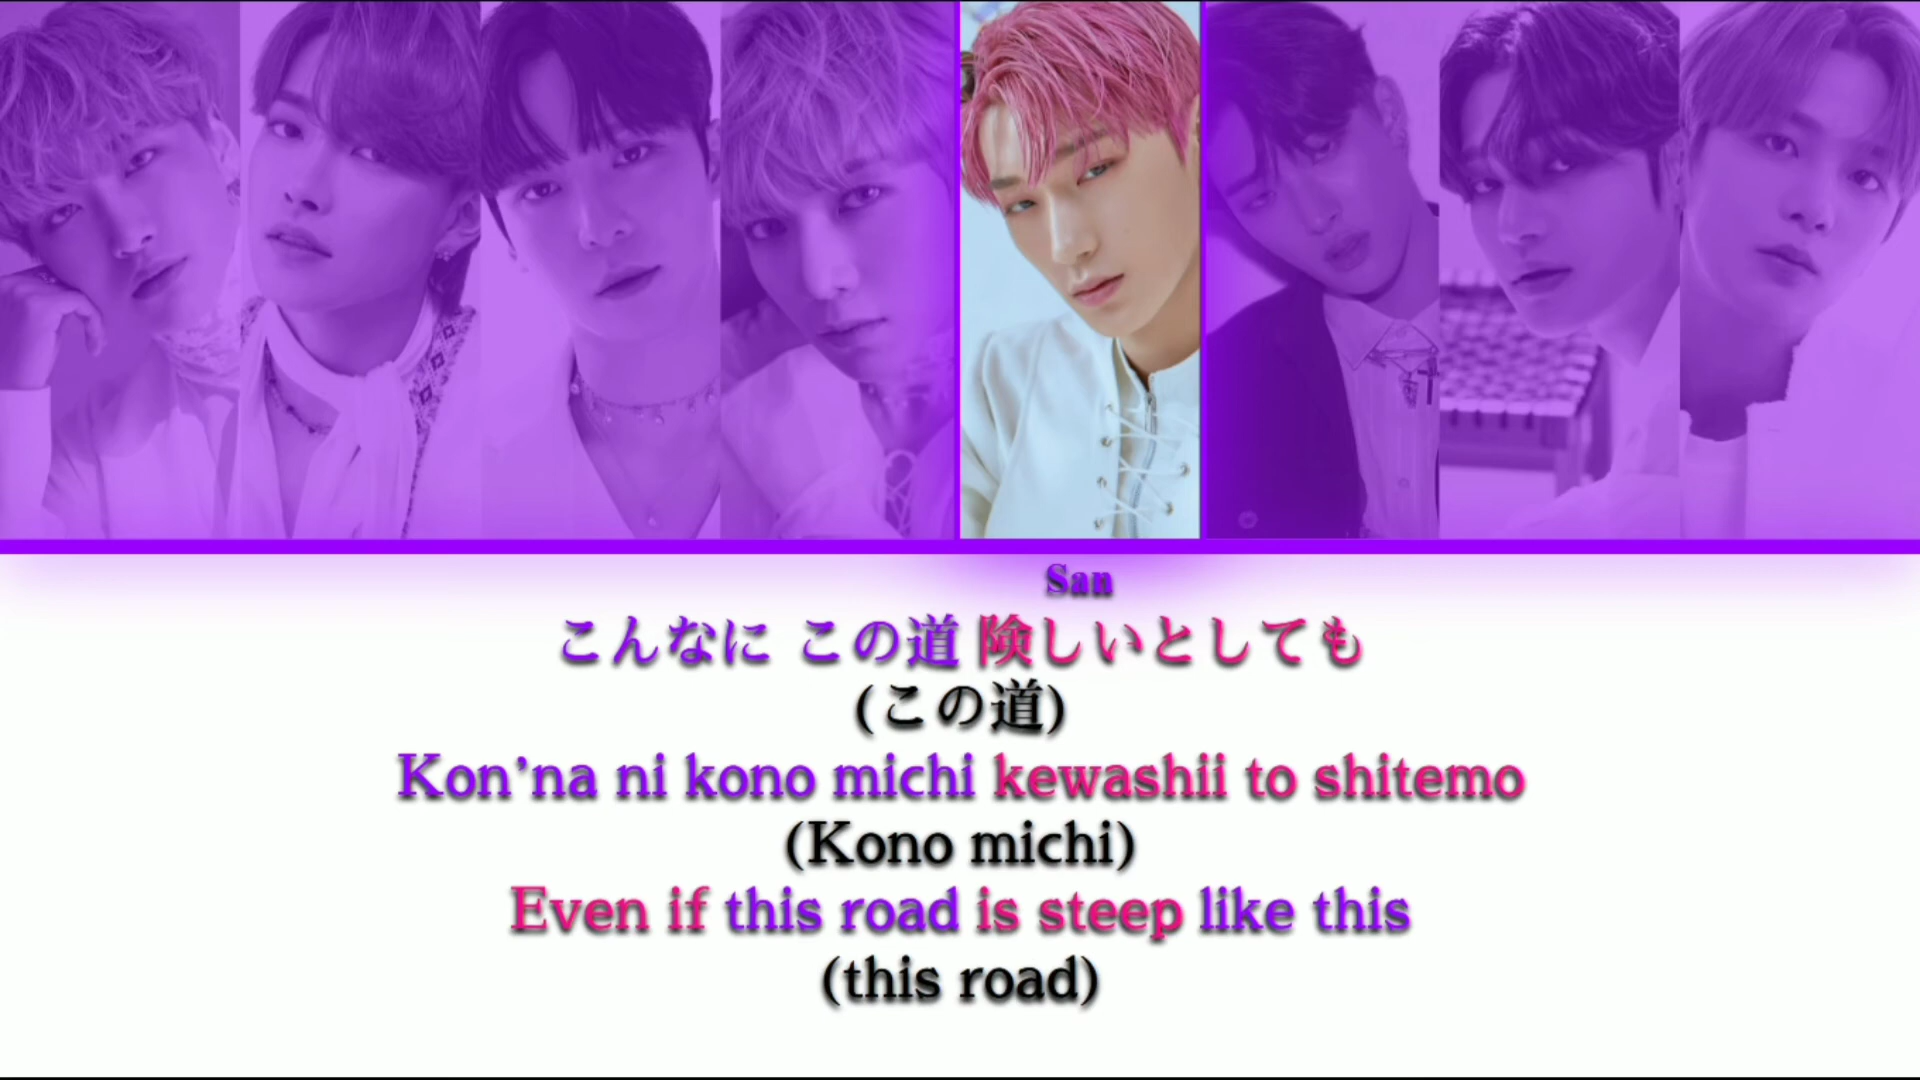 San
こんなに この道 険しいとしても
(この道)
Kon’na ni kono michi kewashii to shitemo
(Kono michi)
Even if this road is steep like this
(this road)